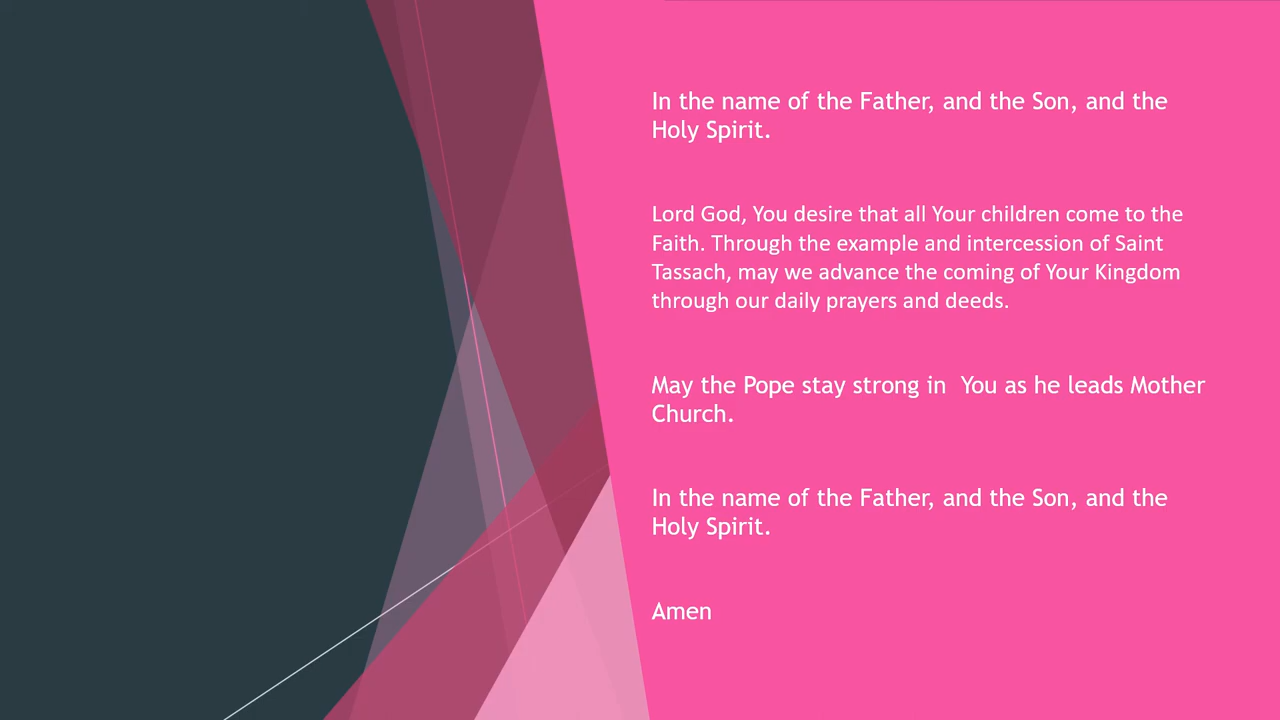 In the name of the Father, and the Son, and the
Holy Spirit.
Lord God, You desire that all Your children come to the
Faith. Through the example and intercession of Saint
Tassach, may we advance the coming of Your Kingdom
through our daily prayers and deeds.
May the Pope stay strong in  You as he leads Mother
Church.
In the name of the Father, and the Son, and the
Holy Spirit.
Amen